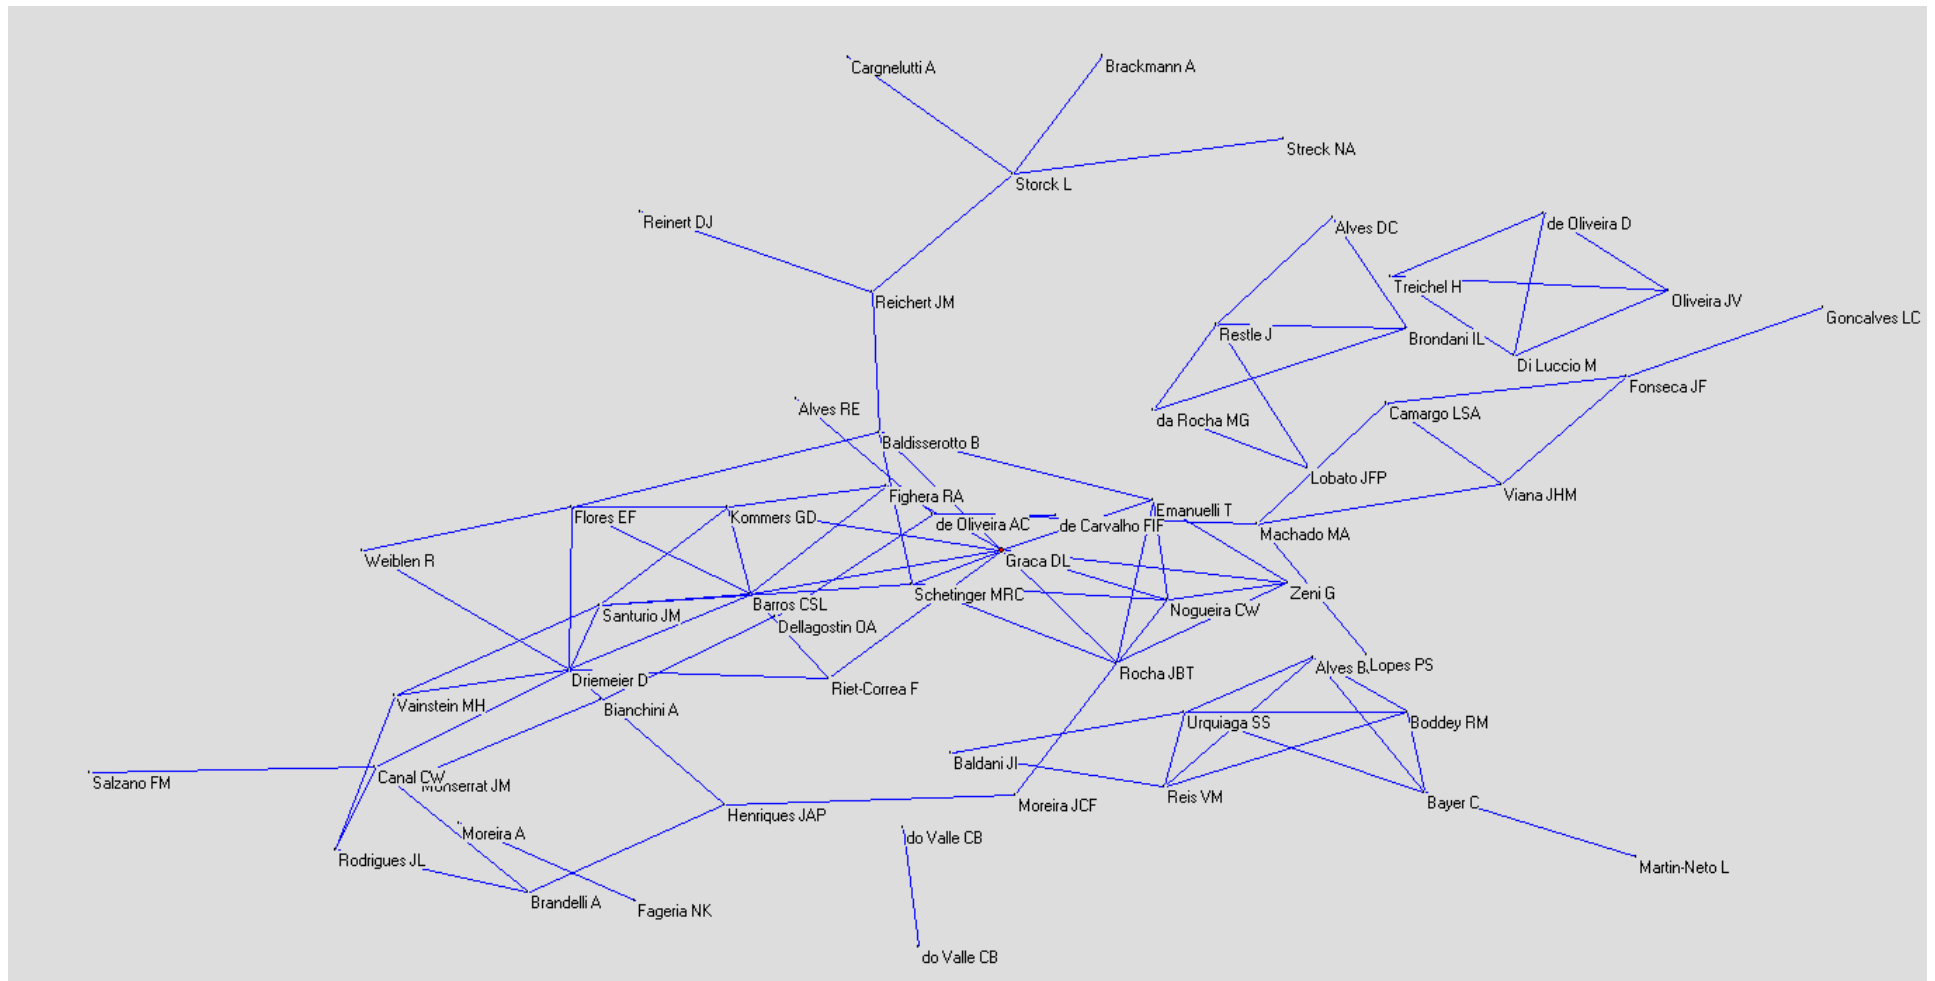 Cargnelutti A
Brackmann A
Streck NA
Storck L
Reinert DJ
Alves DC
de Oliveira D
Treichel H
Oliveira JV
Reichert JM
Goncalves LC
Restle J
Brondani IL
Di Luccio M
Fonseca JF
Alves RE
Camargo LSA
da Rocha MG
Baldisserotto B
Lobato JFP
Viana JHM
Fighera RA
Emanuelli T
Flores EF
Kommers GD
de Oliveira AC
de Carvalho FIF
Machado MA
Weiblen R
Graca DL
Schetinger MRC
Zeni G
Barros CSL
Santurio JM
Nogueira CW
Dellagostin OA
Alves B
Lopes PS
Rocha JBT
Driemeier D
Riet-Correa F
Vainstein MH
Bianchini A
Urquiaga SS
Boddey RM
Baldani JI
Canal CW
Salzano FM
Monserrat JM
Reis VM
Bayer C
Moreira JCF
Henriques JAP
Moreira A
do Valle CB
Rodrigues JL
Martin-Neto L
Brandelli A
Fageria NK
do Valle CB